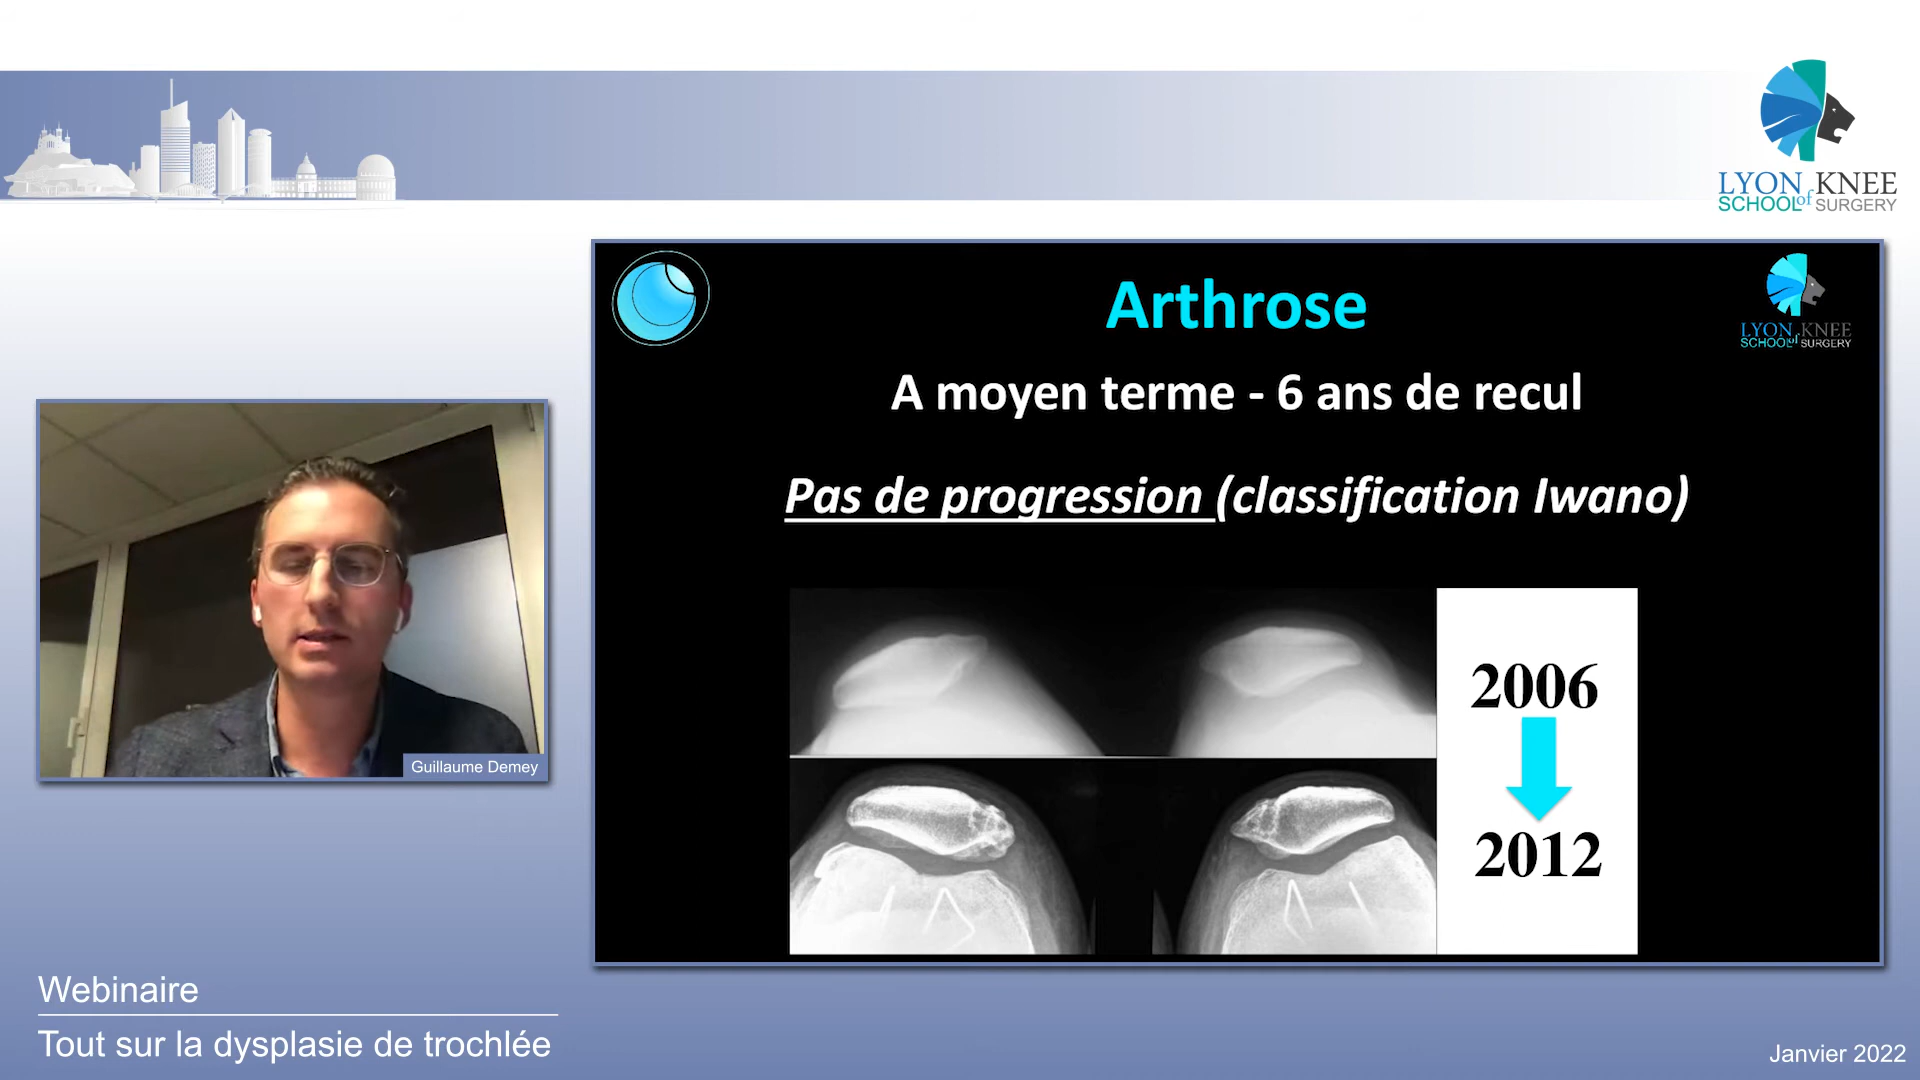 LYON KNEE
SCHOOL of SURGERY
Arthrose
LYON KNEE
SCHOOL of SURGERY
A moyen terme - 6 ans de recul
Pas de progression (classification Iwano)
2006
2012
Guillaume Demey
Webinaire
Tout sur la dysplasie de trochlée
Janvier 2022